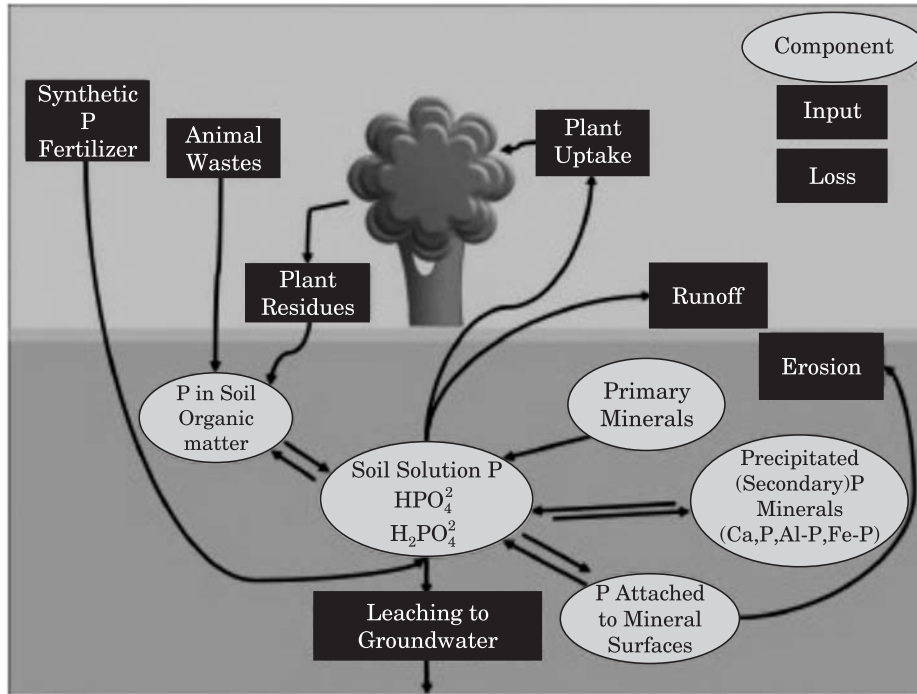 Component
Input
Loss
Synthetic
P
Fertilizer
Animal
Wastes
Plant
Uptake
Plant
Residues
Runoff
Erosion
P in Soil
Organic
matter
Primary
Minerals
Soil Solution P
HPO₄²
H₂PO₄²
Precipitated
(Secondary)P
Minerals
(Ca,P,Al-P,Fe-P)
P Attached
to Mineral
Surfaces
Leaching to
Groundwater